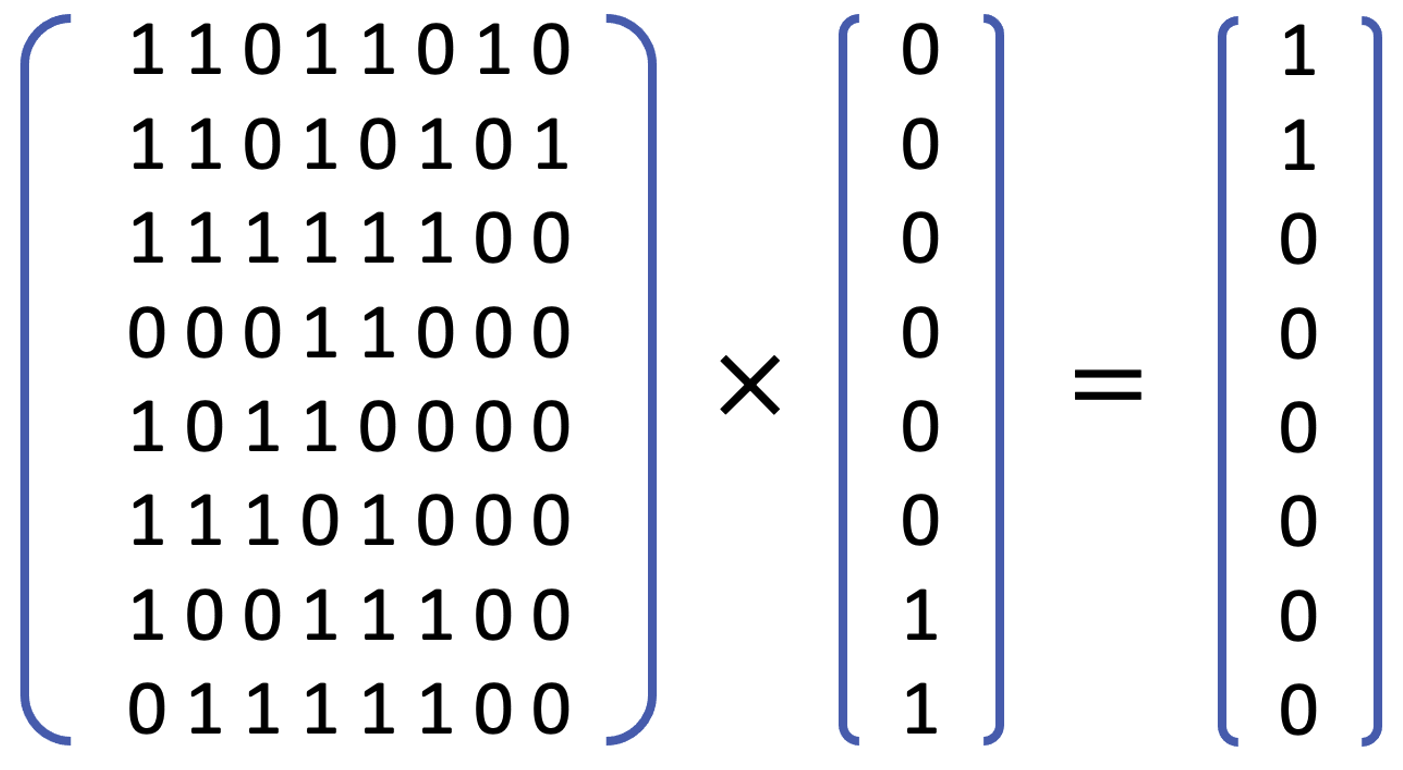 1 1 0 1 1 0 1 0 0 1
1 1 0 1 0 1 0 1 0 1
1 1 1 1 1 1 0 0 0 0
0 0 0 1 1 0 0 0 0 0
× =
1 0 1 1 0 0 0 0 0 0
1 1 1 0 1 0 0 0 0 0
1 0 0 1 1 1 0 0 1 0
0 1 1 1 1 1 0 0 1 0